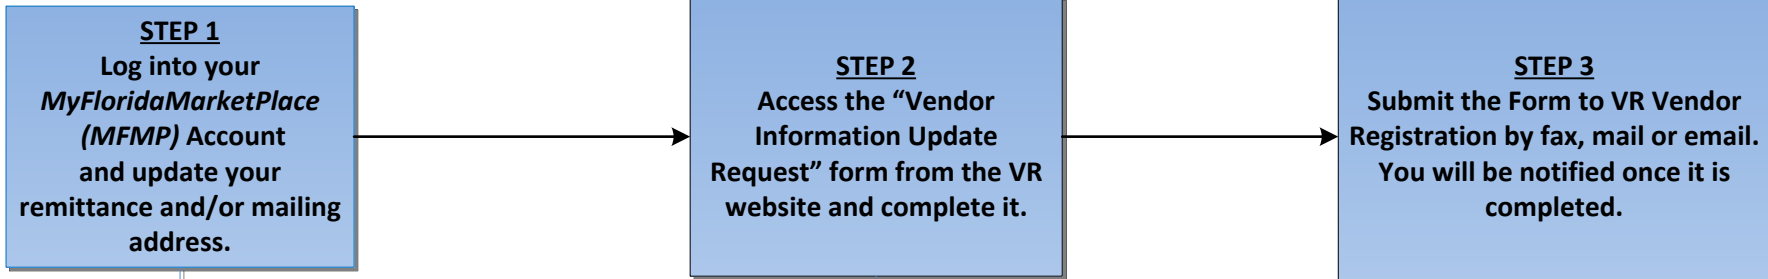 STEP 1
Log into your
MyFloridaMarketPlace
(MFMP) Account
and update your
remittance and/or mailing
address.
STEP 2
Access the “Vendor
Information Update
Request” form from the VR
website and complete it.
STEP 3
Submit the Form to VR Vendor
Registration by fax, mail or email.
You will be notified once it is
completed.